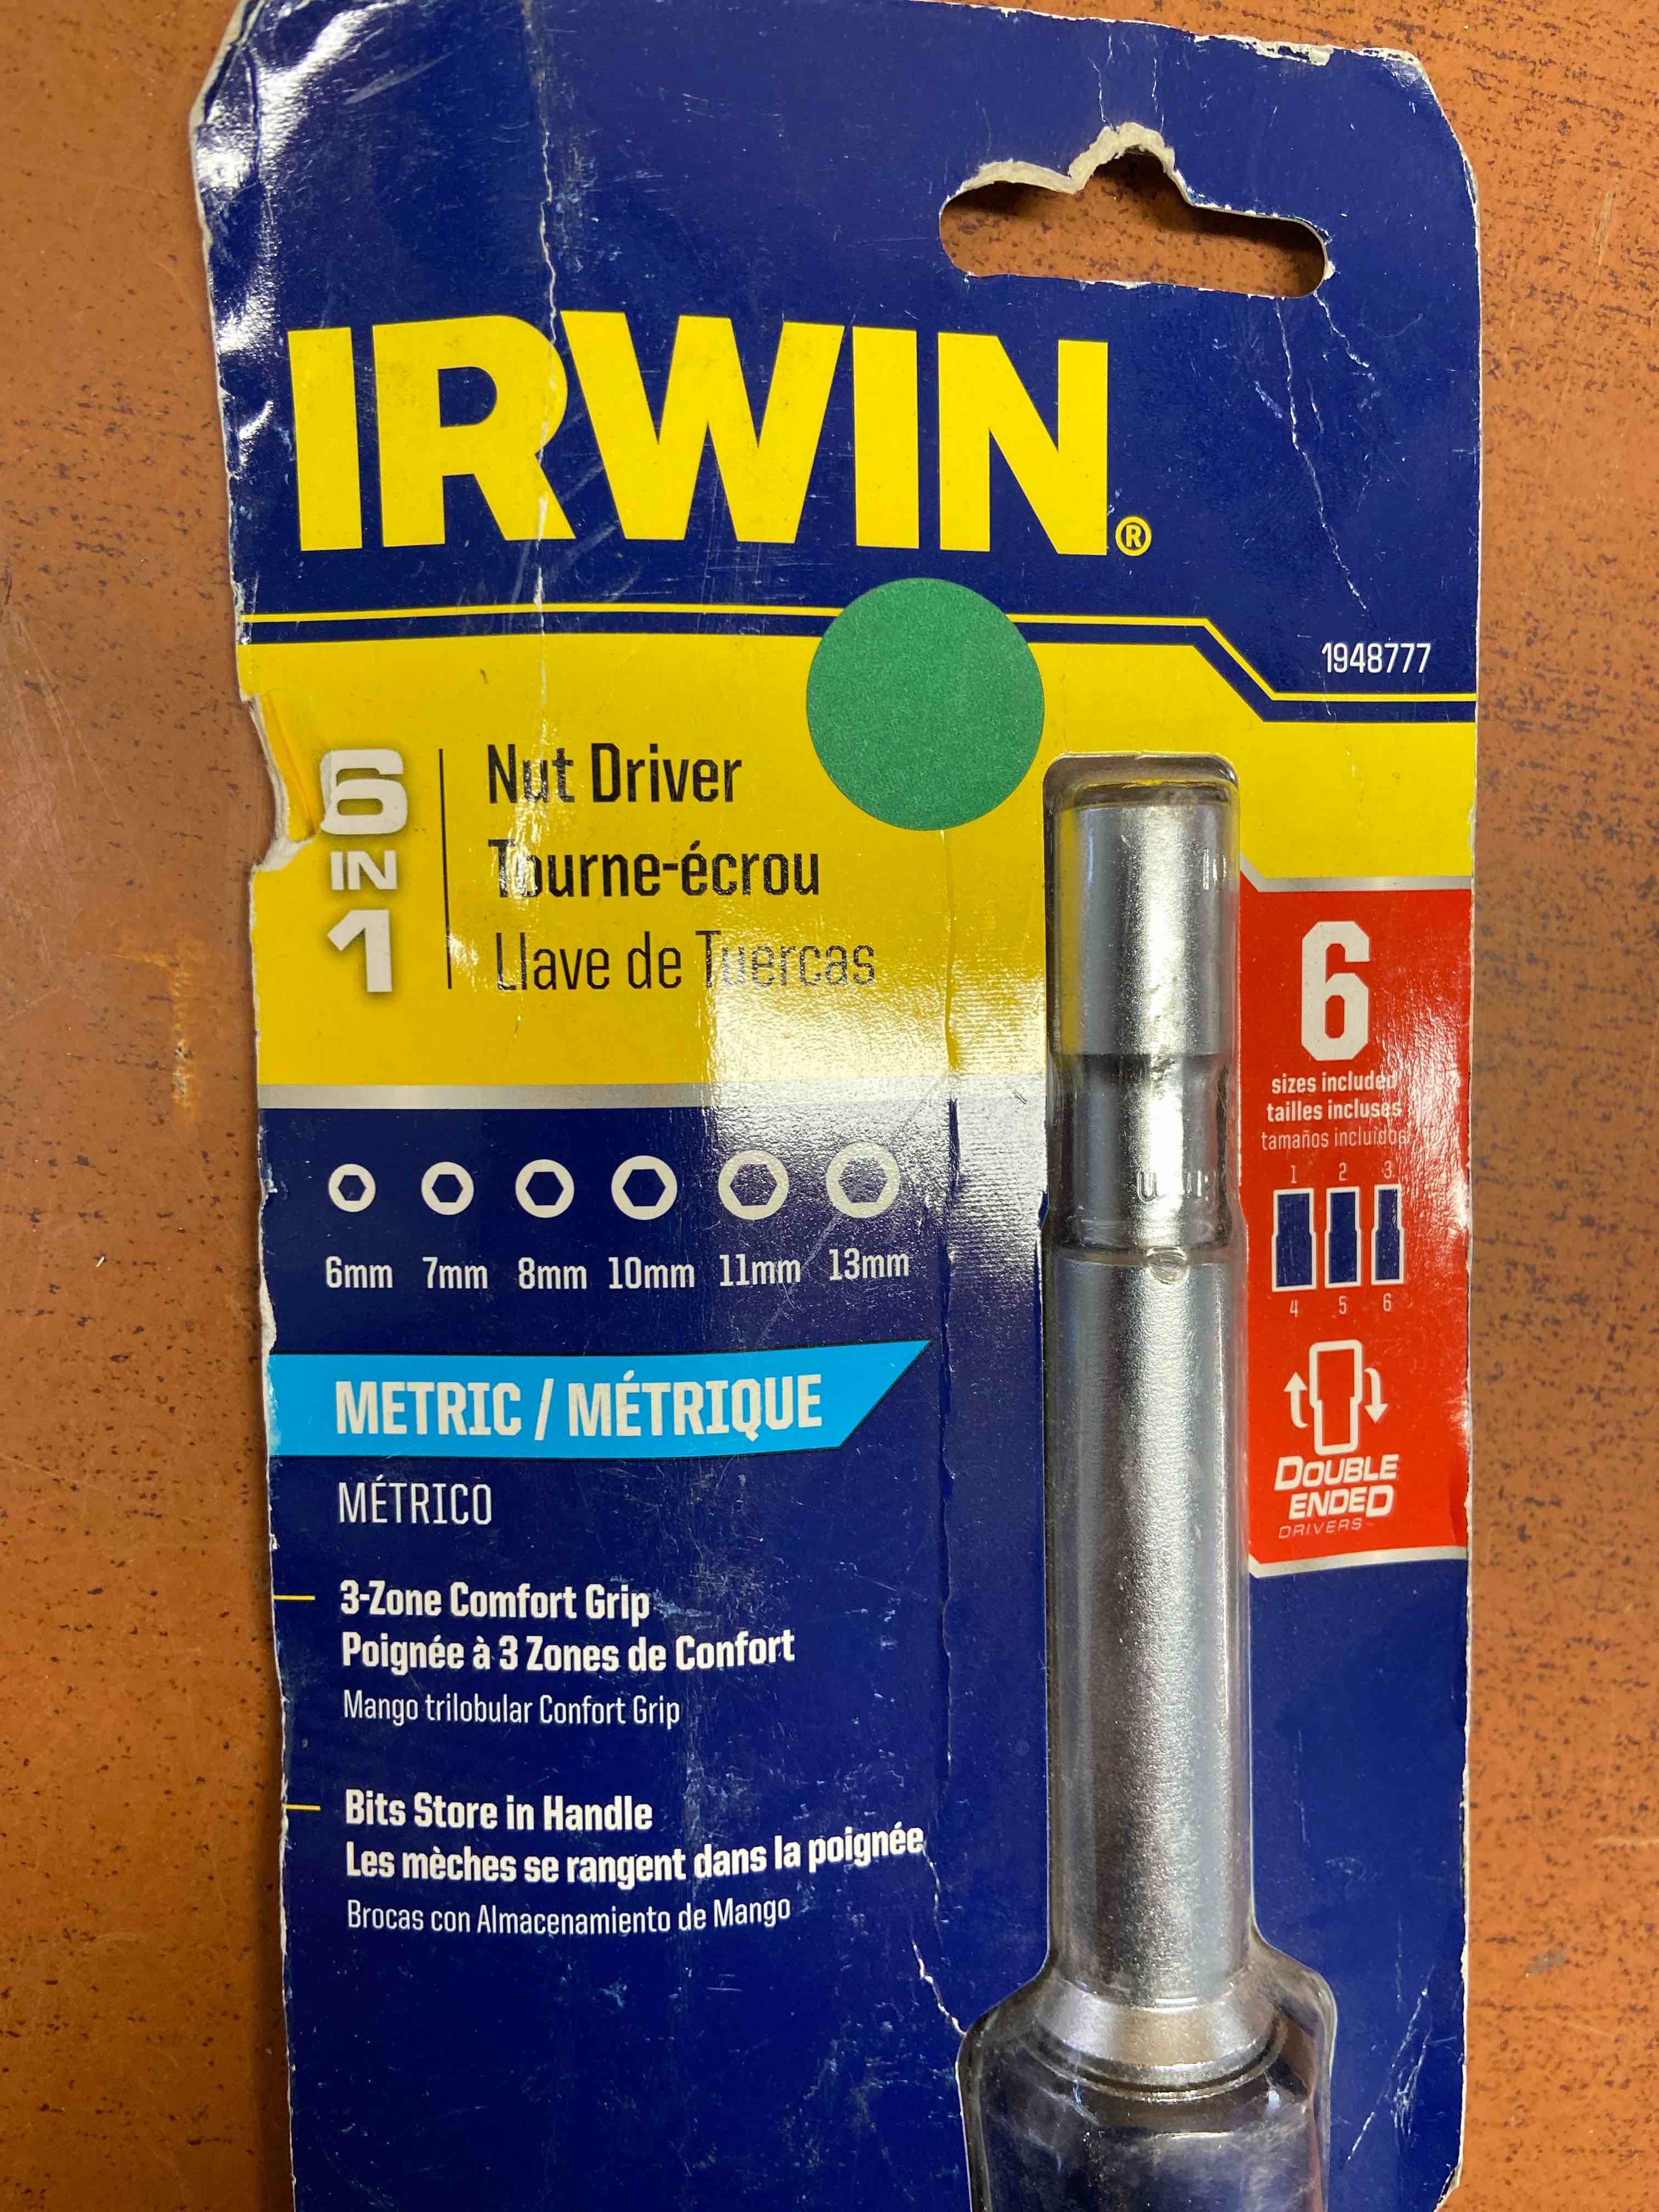 IRWIN®
1948777
6 IN 1
Nut Driver
Tourne-écrou
Llave de Tuercas
6
sizes included
tailles incluses
tamaños incluidos
1 2 3
4 5 6
DOUBLE
ENDED
DRIVERS
6mm 7mm 8mm 10mm 11mm 13mm
METRIC / MÉTRIQUE
MÉTRICO
3-Zone Comfort Grip
Poignée à 3 Zones de Confort
Mango trilobular Confort Grip
Bits Store in Handle
Les mèches se rangent dans la poignée
Brocas con Almacenamiento de Mango